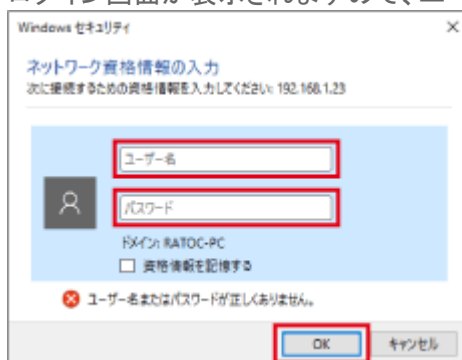 ログイン画面が表示されますので、ユ
Windows セキュリティ
ネットワーク資格情報の入力
次に接続するための資格情報を入力してください: 192.168.1.23
ユーザー名
パスワード
ドメイン: RATOC-PC
資格情報を記憶する
ユーザー名またはパスワードが正しくありません。
OK
キャンセル